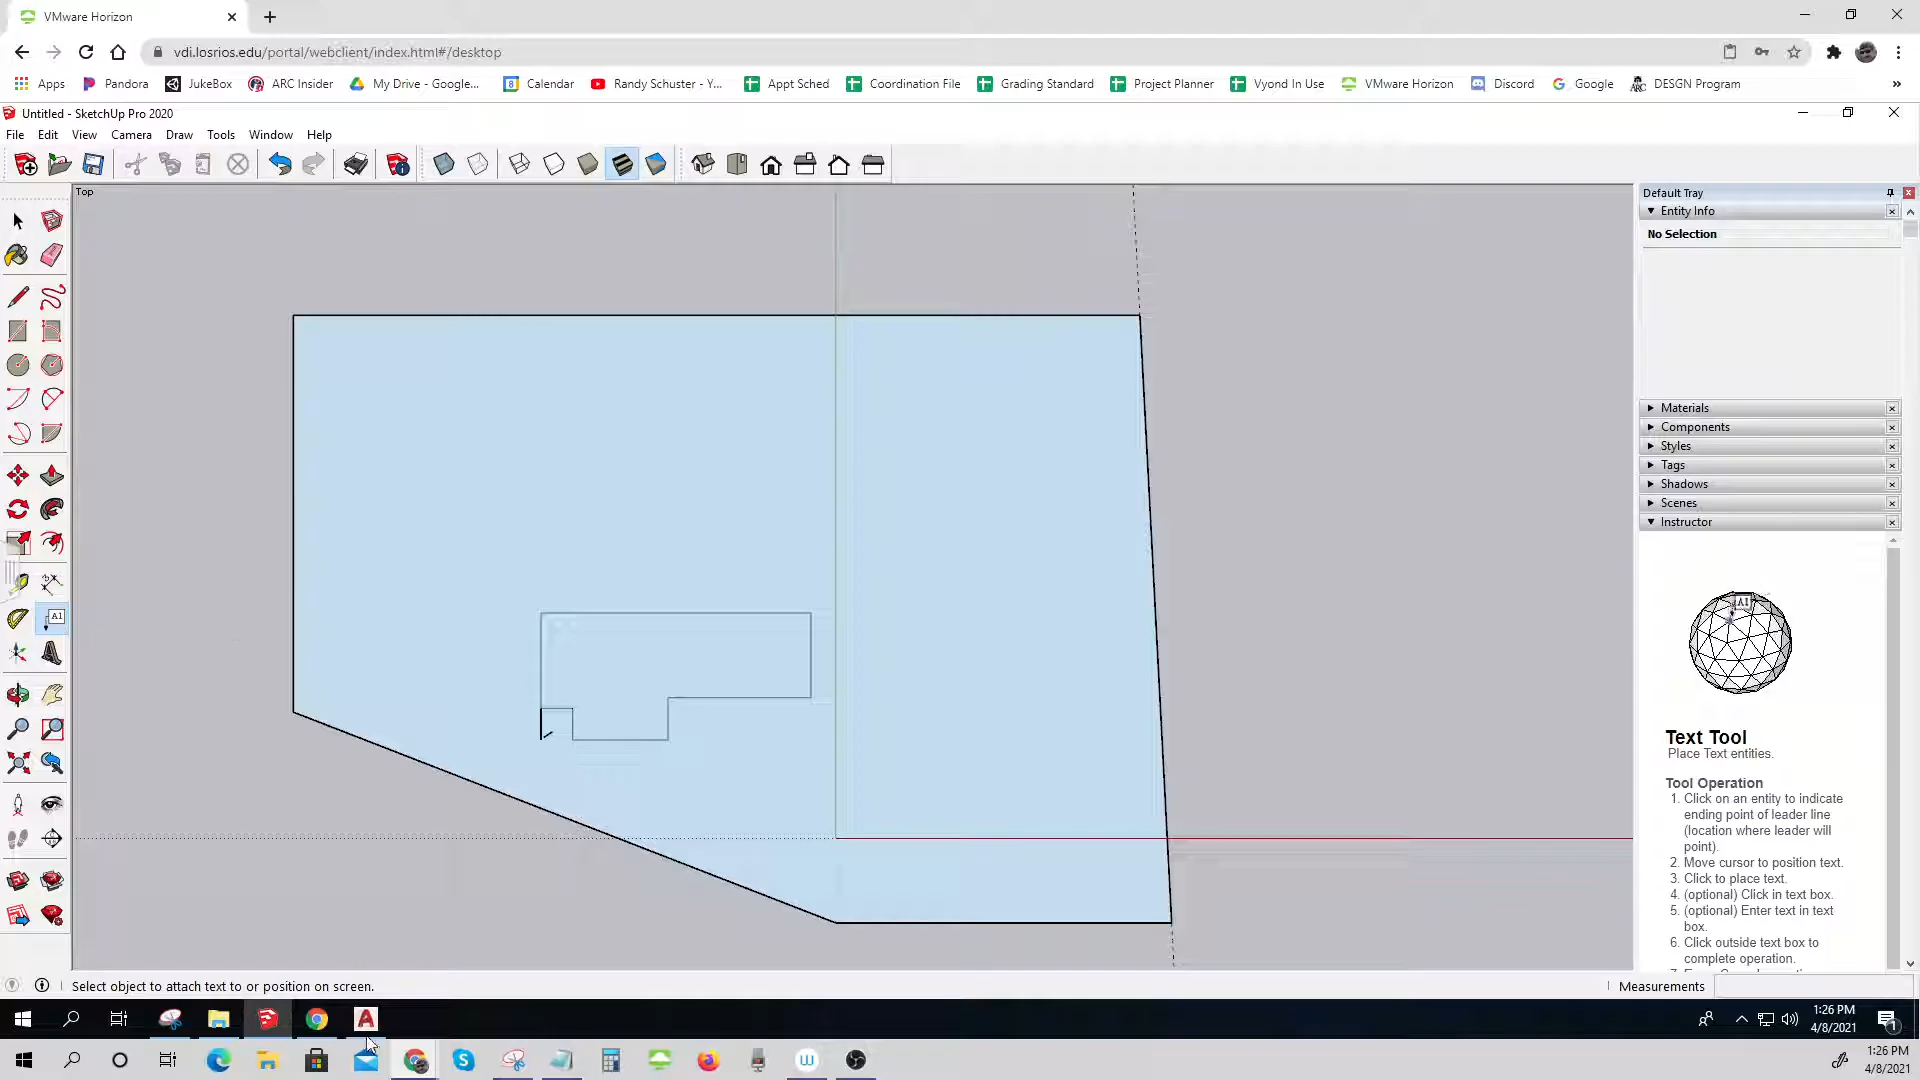 VMware Horizon
vdi.losrios.edu/portal/webclient/index.html#/desktop
Apps Pandora JukeBox ARC Insider My Drive - Google... Calendar Randy Schuster - Y... Appt Sched Coordination File Grading Standard Project Planner Vyond In Use VMware Horizon Discord Google DESGN Program »
Untitled - SketchUp Pro 2020
File Edit View Camera Draw Tools Window Help
Top
Default Tray
Entity Info
No Selection
Materials
Components
Styles
Tags
Shadows
Scenes
Instructor
A1
A1
Text Tool
Place Text entities.
Tool Operation
1. Click on an entity to indicate
ending point of leader line
(location where leader will
point).
2. Move cursor to position text.
3. Click to place text.
4. (optional) Click in text box.
5. (optional) Enter text in text
box.
6. Click outside text box to
complete operation.
Select object to attach text to or position on screen.
Measurements
1:26 PM
4/8/2021
1:26 PM
4/8/2021